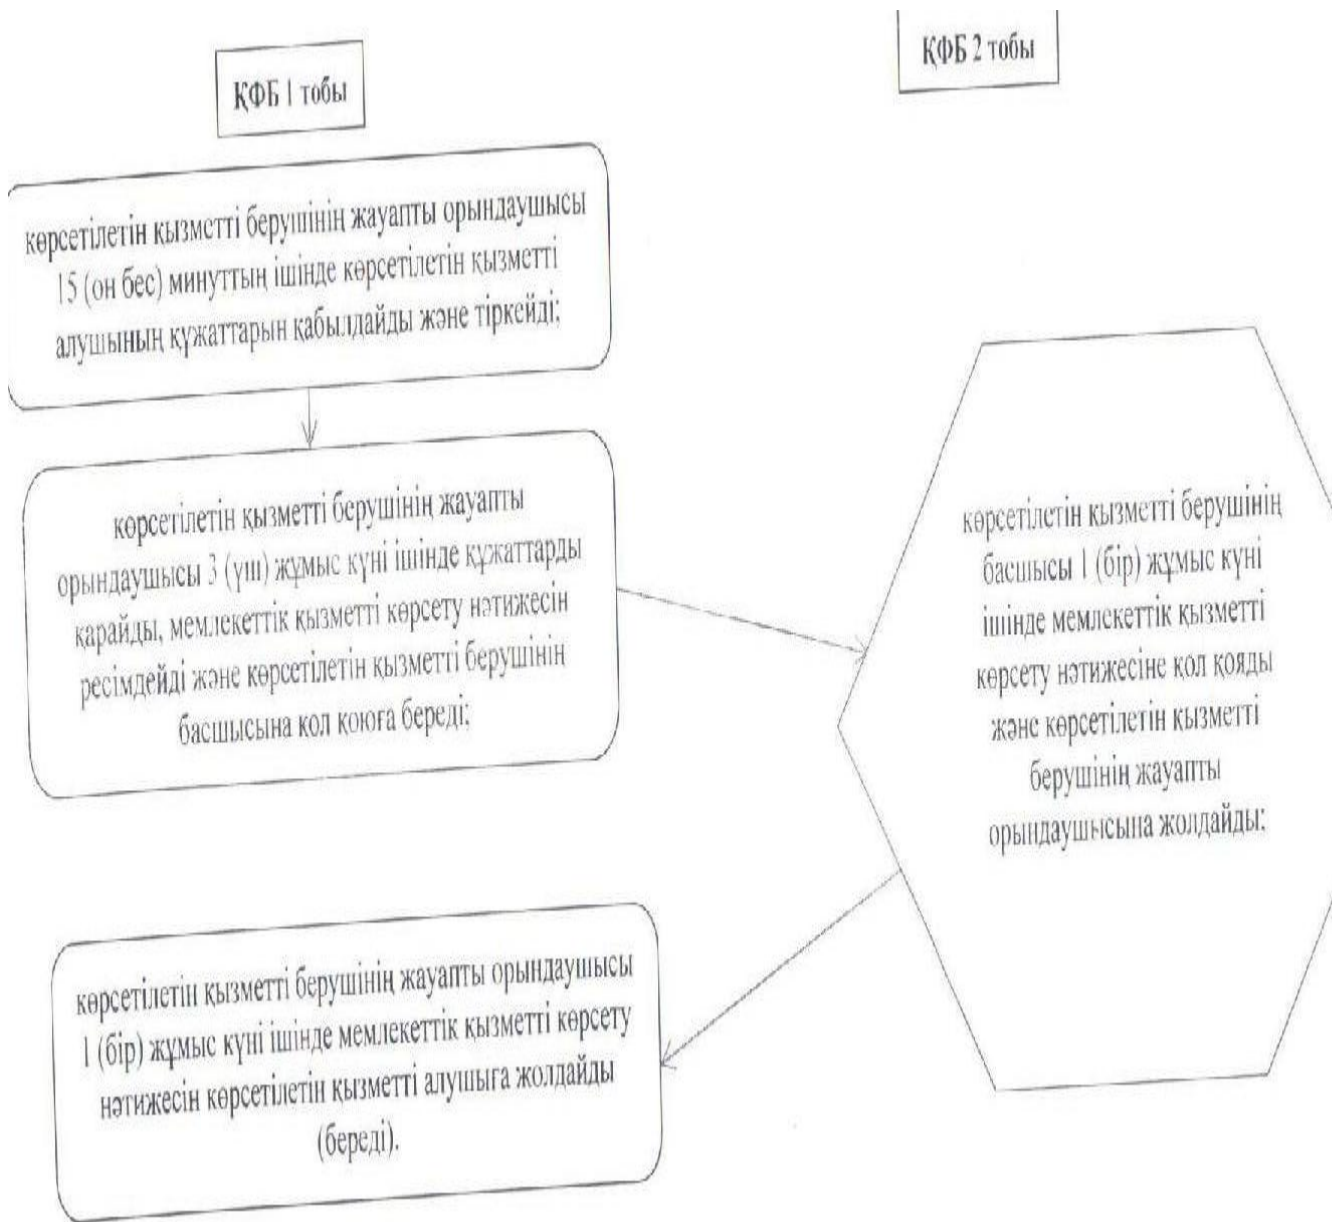 ҚФБ 1 тобы
ҚФБ 2 тобы
көрсетілетін қызметті берушінің жауапты орындаушысы
15 (он бес) минуттың ішінде көрсетілетін қызметті
алушының құжаттарын қабылдайды және тіркейді;
көрсетілетін қызметті берушінің жауапты
орындаушысы 3 (үш) жұмыс күні ішінде құжаттарды
қарайды, мемлекеттік қызметті көрсету нәтижесін
ресімдейді және көрсетілетін қызметті берушінің
басшысына қол қоюға береді;
көрсетілетін қызметті берушінің
басшысы 1 (бір) жұмыс күні
ішінде мемлекеттік қызметті
көрсету нәтижесіне қол қояды
және көрсетілетін қызметті
берушінің жауапты
орындаушысына жолдайды;
көрсетілетін қызметті берушінің жауапты орындаушысы
1 (бір) жұмыс күні ішінде мемлекеттік қызметті көрсету
нәтижесін көрсетілетін қызметті алушыға жолдайды
(береді).